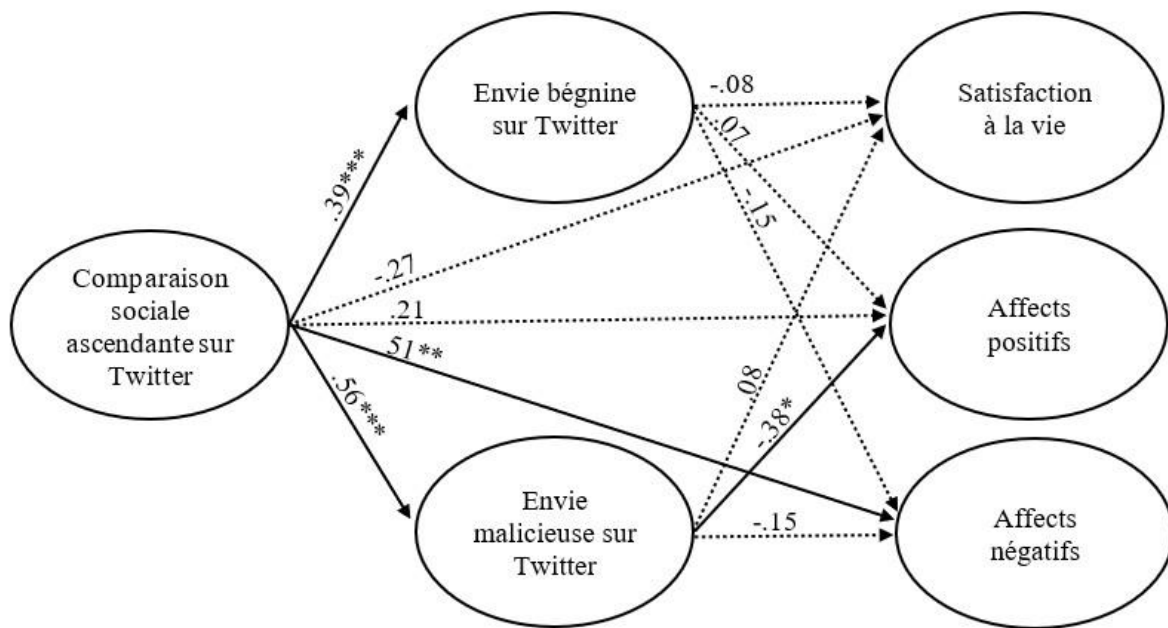 Envie bégnine
sur Twitter
Satisfaction
à la vie
Comparaison
sociale
ascendante sur
Twitter
Affects
positifs
Envie
malicieuse sur
Twitter
Affects
négatifs
.39***
-.27
.21
.51**
.56***
-.08
.07
-.15
.08
-.38*
-.15